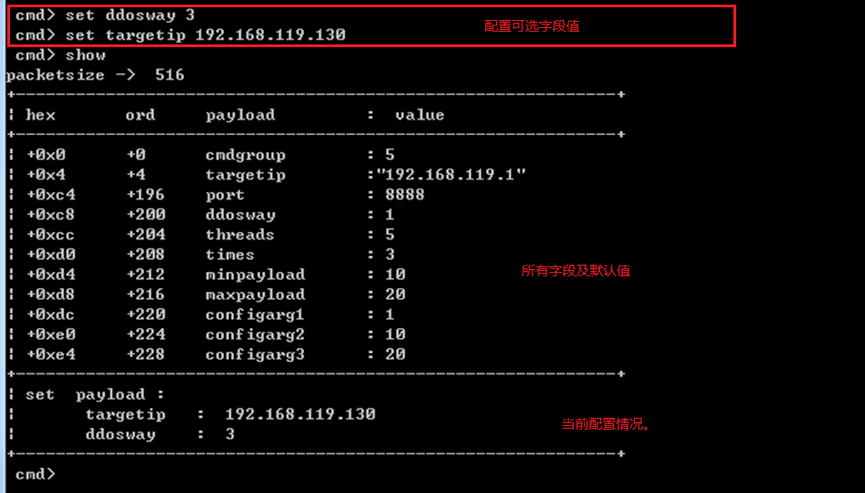 cmd> set ddosway 3
cmd> set targetip 192.168.119.130
配置可选字段值
cmd> show
packetsize -> 516
hex ord payload : value
+0x0 +0 cmdgroup : 5
+0x4 +4 targetip :"192.168.119.1"
+0xc4 +196 port : 8888
+0xc8 +200 ddosway : 1
+0xcc +204 threads : 5
+0xd0 +208 times : 3
+0xd4 +212 minpayload : 10
所有字段及默认值
+0xd8 +216 maxpayload : 20
+0xdc +220 configarg1 : 1
+0xe0 +224 configarg2 : 10
+0xe4 +228 configarg3 : 20
set payload :
targetip : 192.168.119.130
ddosway : 3
当前配置情况。
cmd>